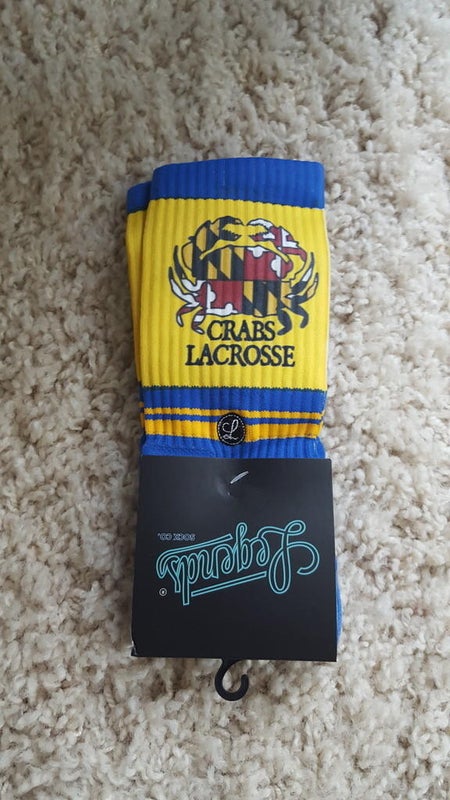 CRABS
LACROSSE
L
Legends
SOCK CO.
®